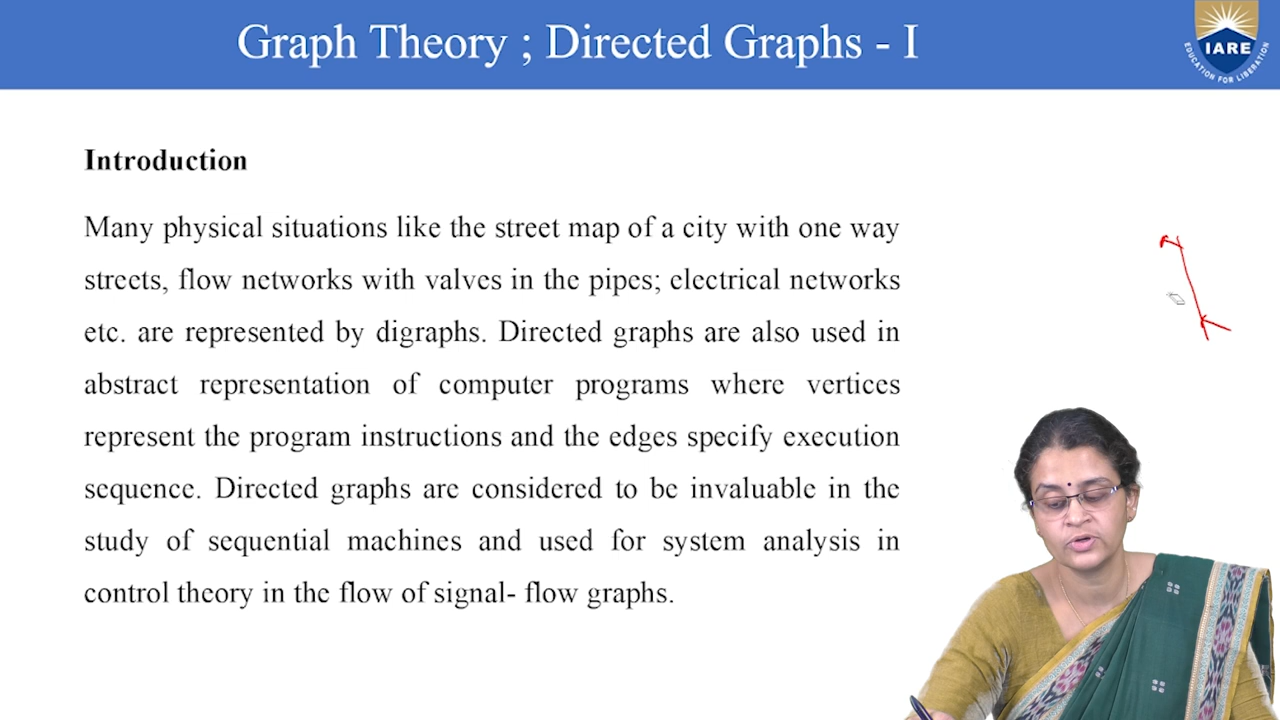 Graph Theory ; Directed Graphs - I
IARE
EDUCATION FOR LIBERATION
Introduction
Many physical situations like the street map of a city with one way
streets, flow networks with valves in the pipes; electrical networks
etc. are represented by digraphs. Directed graphs are also used in
abstract representation of computer programs where vertices
represent the program instructions and the edges specify execution
sequence. Directed graphs are considered to be invaluable in the
study of sequential machines and used for system analysis in
control theory in the flow of signal- flow graphs.